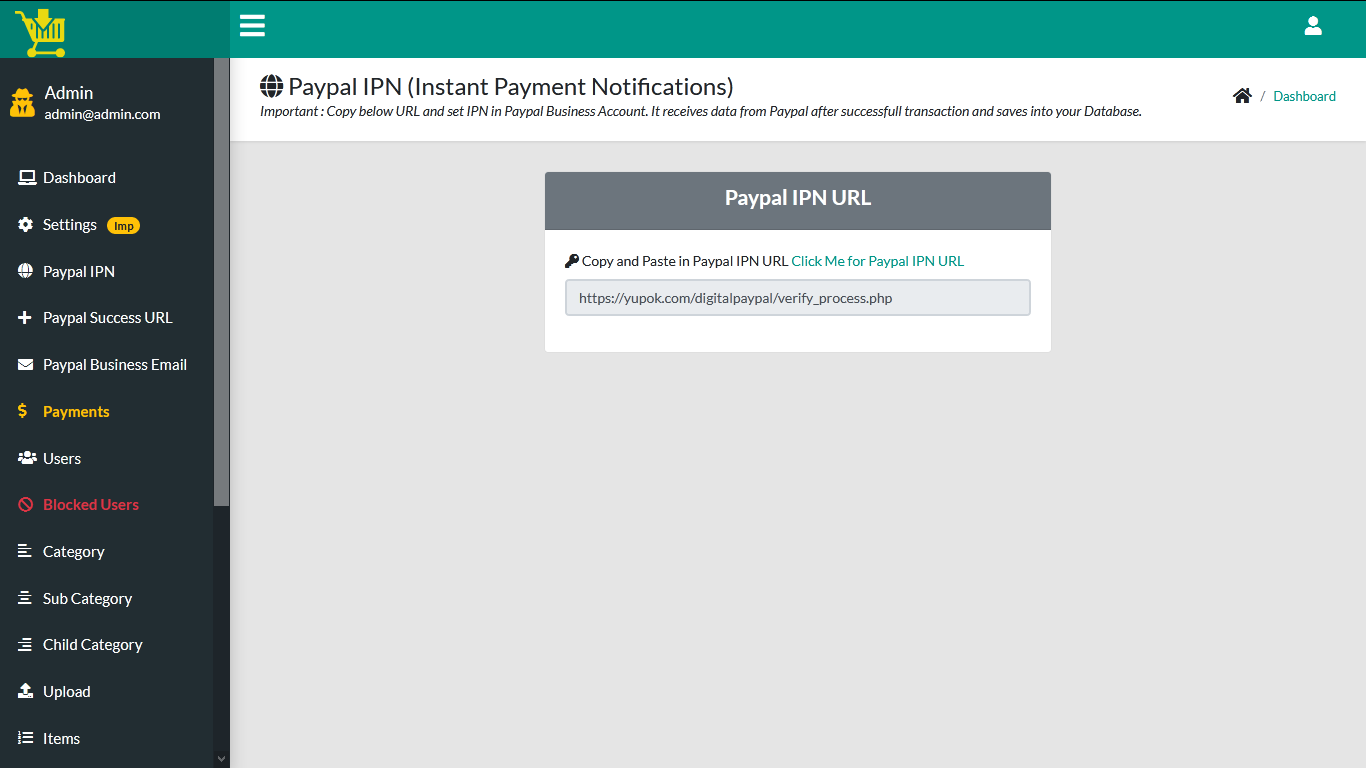 Admin
admin@admin.com
Dashboard
Settings Imp
Paypal IPN
Paypal Success URL
Paypal Business Email
Payments
Users
Blocked Users
Category
Sub Category
Child Category
Upload
Items
Paypal IPN (Instant Payment Notifications)
Important : Copy below URL and set IPN in Paypal Business Account. It receives data from Paypal after successfull transaction and saves into your Database.
/ Dashboard
Paypal IPN URL
Copy and Paste in Paypal IPN URL Click Me for Paypal IPN URL
https://yupok.com/digitalpaypal/verify_process.php